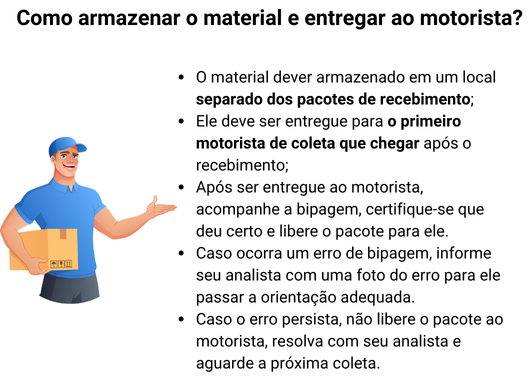 Como armazenar o material e entregar ao motorista?
• O material dever armazenado em um local
separado dos pacotes de recebimento;
• Ele deve ser entregue para o primeiro
motorista de coleta que chegar após o
recebimento;
• Após ser entregue ao motorista,
acompanhe a bipagem, certifique-se que
deu certo e libere o pacote para ele.
• Caso ocorra um erro de bipagem, informe
seu analista com uma foto do erro para ele
passar a orientação adequada.
• Caso o erro persista, não libere o pacote ao
motorista, resolva com seu analista e
aguarde a próxima coleta.